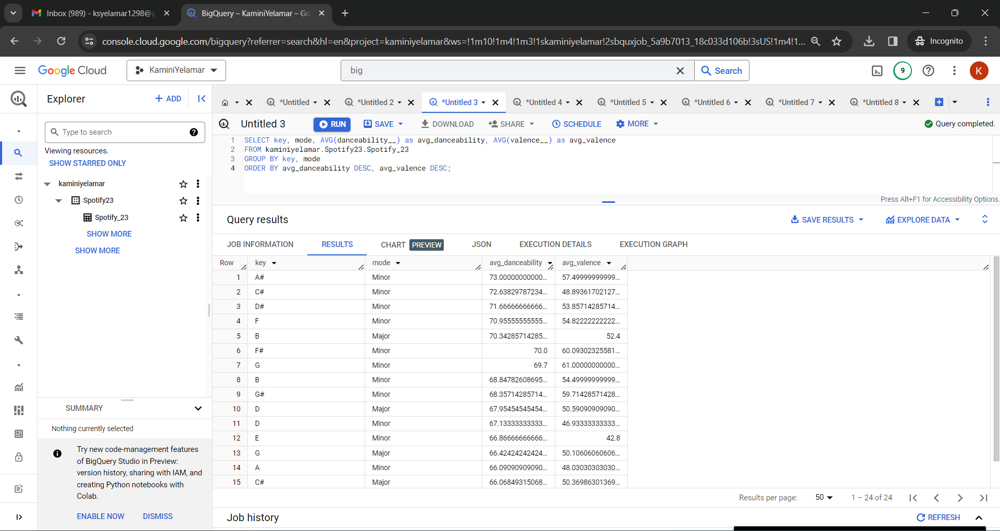 Inbox (989) - ksyelamar1298@g
BigQuery – KaminiYelamar – Go
console.cloud.google.com/bigquery?referrer=search&hl=en&project=kaminiyelamar&ws=!1m10!1m4!1m3!1skaminiyelamar!2sbquxjob_5a9b7013_18c033d106b!3sUS!1m4!1...
Incognito
Google Cloud
KaminiYelamar
big
Search
9
K
Explorer
+ ADD
*Untitled
*Untitled 2
*Untitled 3
*Untitled 4
*Untitled 5
*Untitled 6
*Untitled 7
*Untitled 8
Untitled 3
RUN
SAVE
DOWNLOAD
SHARE
SCHEDULE
MORE
Query completed.
Type to search
Viewing resources.
SHOW STARRED ONLY
kaminiyelamar
Spotify23
Spotify_23
SHOW MORE
SHOW MORE
1 SELECT key, mode, AVG(danceability__) as avg_danceability, AVG(valence__) as avg_valence
2 FROM kaminiyelamar.Spotify23.Spotify_23
3 GROUP BY key, mode
4 ORDER BY avg_danceability DESC, avg_valence DESC;
Press Alt+F1 for Accessibility Options.
Query results
SAVE RESULTS
EXPLORE DATA
JOB INFORMATION
RESULTS
CHART PREVIEW
JSON
EXECUTION DETAILS
EXECUTION GRAPH
Row key mode avg_danceability avg_valence
1 A# Minor 73.00000000000... 57.49999999999...
2 C# Minor 72.63829787234... 48.89361702127...
3 D# Minor 71.66666666666... 53.85714285714...
4 F Minor 70.95555555555... 54.82222222222...
5 B Major 70.34285714285... 52.4
6 F# Minor 70.0 60.09302325581...
7 G Minor 69.7 61.00000000000...
8 B Minor 68.84782608695... 54.49999999999...
9 G# Minor 68.35714285714... 59.71428571428...
10 D Major 67.95454545454... 50.59090909090...
11 D Minor 67.13333333333... 46.93333333333...
12 E Minor 66.86666666666... 42.8
13 G Major 66.42424242424... 50.10606060606...
14 A Minor 66.09090909090... 48.03030303030...
15 C# Major 66.06849315068... 50.36986301369...
SUMMARY
Nothing currently selected
Try new code-management features
of BigQuery Studio in Preview:
version history, sharing with IAM, and
creating Python notebooks with
Colab.
ENABLE NOW
DISMISS
Results per page: 50 1 – 24 of 24
Job history
REFRESH